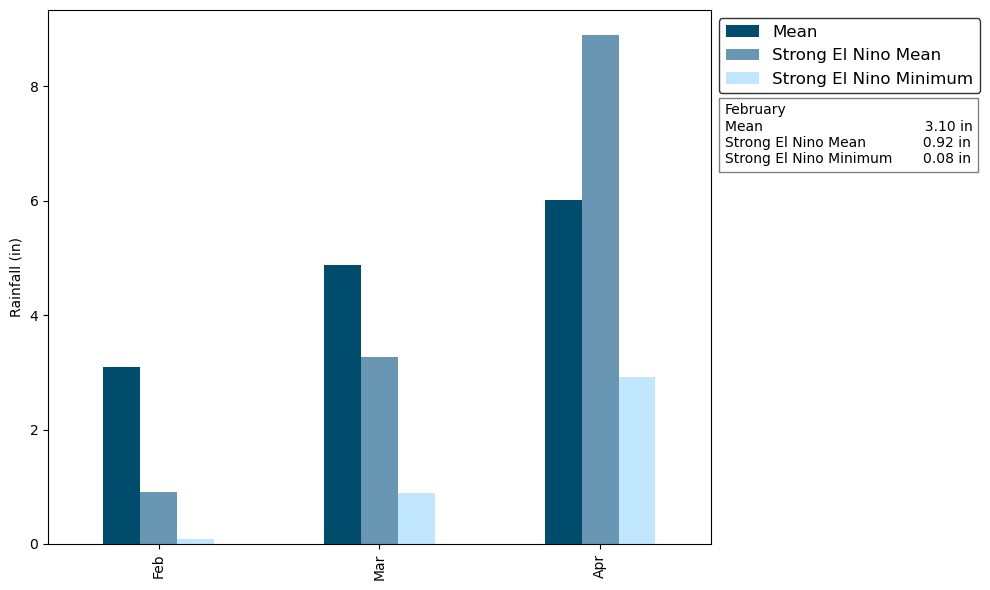 Mean
Strong El Nino Mean
Strong El Nino Minimum
February
Mean 3.10 in
Strong El Nino Mean 0.92 in
Strong El Nino Minimum 0.08 in
Rainfall (in)
8
6
4
2
0
Feb
Mar
Apr